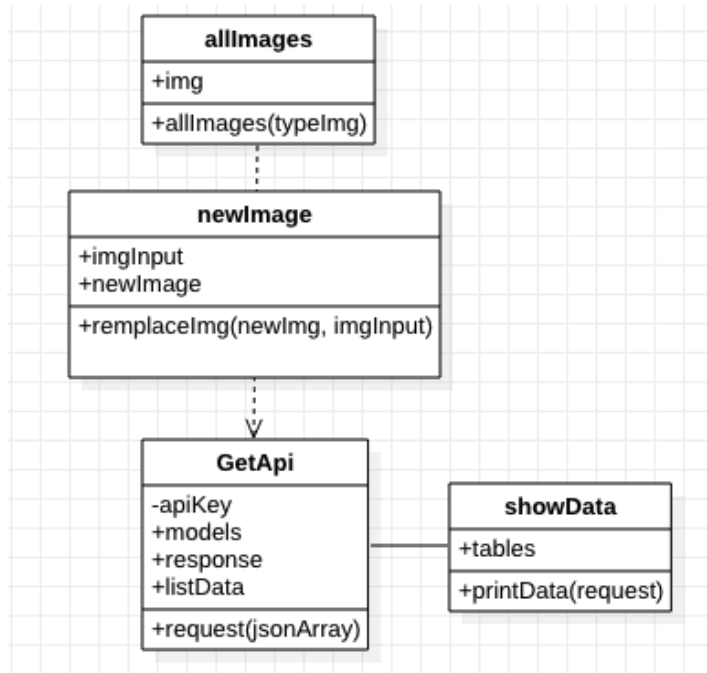 allImages
+img
+allImages(typeImg)
newImage
+imgInput
+newImage
+remplaceImg(newImg, imgInput)
GetApi
-apiKey
+models
+response
+listData
+request(jsonArray)
showData
+tables
+printData(request)